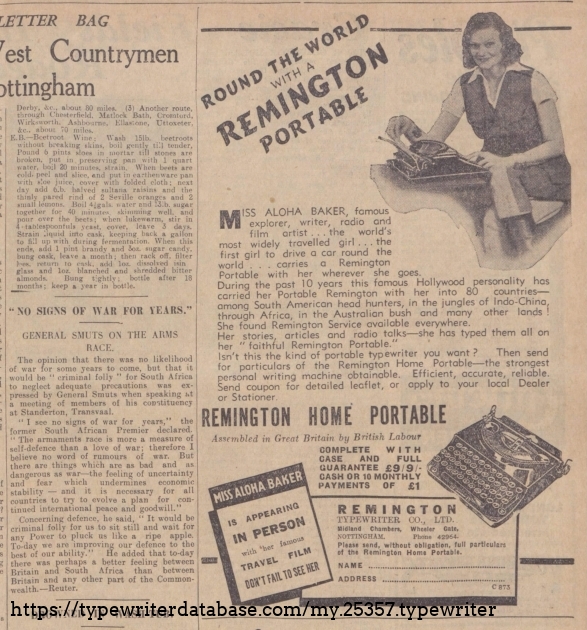 LETTER BAG
West Countrymen
ottingham
Derby, &c., about 80 miles. (3) Another route,
through Chesterfield, Matlock Bath, Cromford,
Wirksworth, Ashbourne, Ellastone, Uttoxeter,
&c., about 70 miles.
E.B.—Beetroot Wine: Wash 15lb. beetroots
without breaking skins, boil gently till tender.
Pound 6 pints sloes in mortar till stones are
broken, put in preserving pan with 1 quart
water, boil 20 minutes, strain. When beets are
cold, peel and slice, and put in earthenware pan
with sloe juice, cover with folded cloth; next
day add 6lb. halved sultana raisins and the
thinly pared rind of 2 Seville oranges and 2
small lemons. Boil
together for 40 minutes skimming well, and
pour over the beets; when lukewarm, stir in
4 tablespoonfuls yeast, cover, leave 3 days.
Strain liquid into cask, keeping back a gallon
to fill up with during fermentation. When this
ends, add 1 pint brandy and 3oz. sugar candy,
bung cask, leave a month; then rack off, filter
lees, return to cask, add 1oz. dissolved isin-
glass and 1oz. blanched and shredded bitter
almonds. Bung tightly; bottle after 18
months; keep a year in bottle.
"NO SIGNS OF WAR FOR YEARS."
GENERAL SMUTS ON THE ARMS
RACE.
The opinion that there was no likelihood
of war for some years to come, but that it
would be " criminal folly " for South Africa
to neglect adequate precautions was ex-
pressed by General Smuts when speaking at
a meeting of members of his constituency
at Standerton, Transvaal.
" I see no signs of war for years," the
former South African Premier declared.
" The armaments race is more a measure of
self-defence than a love of war; therefore I
believe no word of rumours of war. But
there are things which are as bad and as
dangerous as war—the feeling of uncertainty
and fear which undermines economic
stability — and it is necessary for all
countries to try to evolve a plan for con-
tinued international peace and goodwill."
Concerning defence, he said, " It would be
criminal folly for us to sit still and wait for
any Power to pluck us like a ripe apple.
To-day we are improving our defence to the
best of our ability." He added that to-day
there was perhaps a better feeling between
Britain and South Africa than between
Britain and any other part of the Common-
wealth.—Reuter.
ROUND THE WORLD
WITH A
REMINGTON
PORTABLE
MISS ALOHA BAKER, famous
explorer, writer, radio and
film artist . . . the world's
most widely travelled girl . . . the
first girl to drive a car round the
world . . . carries a Remington
Portable with her wherever she goes.
During the past 10 years this famous Hollywood personality has
carried her Portable Remington with her into 80 countries—
among South American head hunters, in the jungles of Indo-China,
through Africa, in the Australian bush and many other lands !
She found Remington Service available everywhere.
Her stories, articles and radio talks—she has typed them all on
her " faithful Remington Portable."
Isn't this the kind of portable typewriter you want ? Then send
for particulars of the Remington Home Portable—the strongest
personal writing machine obtainable. Efficient, accurate, reliable.
Send coupon for detailed leaflet, or apply to your local Dealer
or Stationer.
REMINGTON HOME PORTABLE
Assembled in Great Britain by British Labour
COMPLETE WITH
CASE AND FULL
GUARANTEE £9/9/-
CASH OR 10 MONTHLY
PAYMENTS OF £1
MISS ALOHA BAKER
IS APPEARING
IN PERSON
with her famous
TRAVEL FILM
DON'T FAIL TO SEE HER
REMINGTON
TYPEWRITER CO., LTD.
Midland Chambers, Wheeler Gate,
NOTTINGHAM. Phone 42964.
Please send, without obligation, full particulars
of the Remington Home Portable.
NAME
ADDRESS
C 873
https://typewriterdatabase.com/my.25357.typewriter